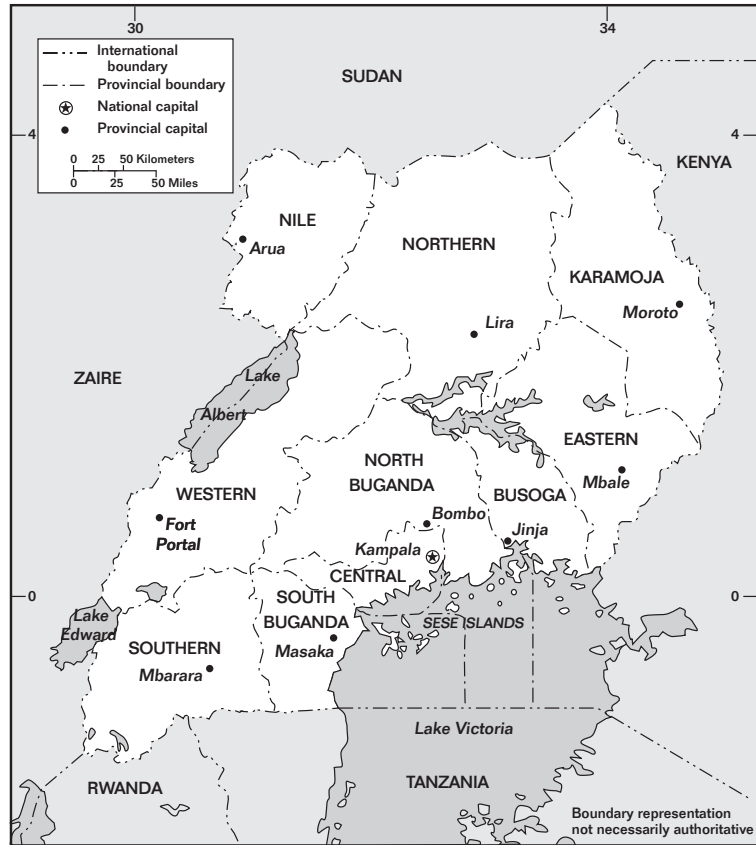 30
34
International
boundary
Provincial boundary
National capital
Provincial capital
0 25 50 Kilometers
0 25 50 Miles
SUDAN
4
4
KENYA
NILE
Arua
NORTHERN
KARAMOJA
Moroto
Lira
ZAIRE
Lake
Albert
EASTERN
Mbale
NORTH
BUGANDA
WESTERN
BUSOGA
Bombo
Fort
Portal
Jinja
Kampala
CENTRAL
0
0
SOUTH
BUGANDA
Lake
Edward
SESE ISLANDS
SOUTHERN
Masaka
Mbarara
Lake Victoria
RWANDA
TANZANIA
Boundary representation
not necessarily authoritative